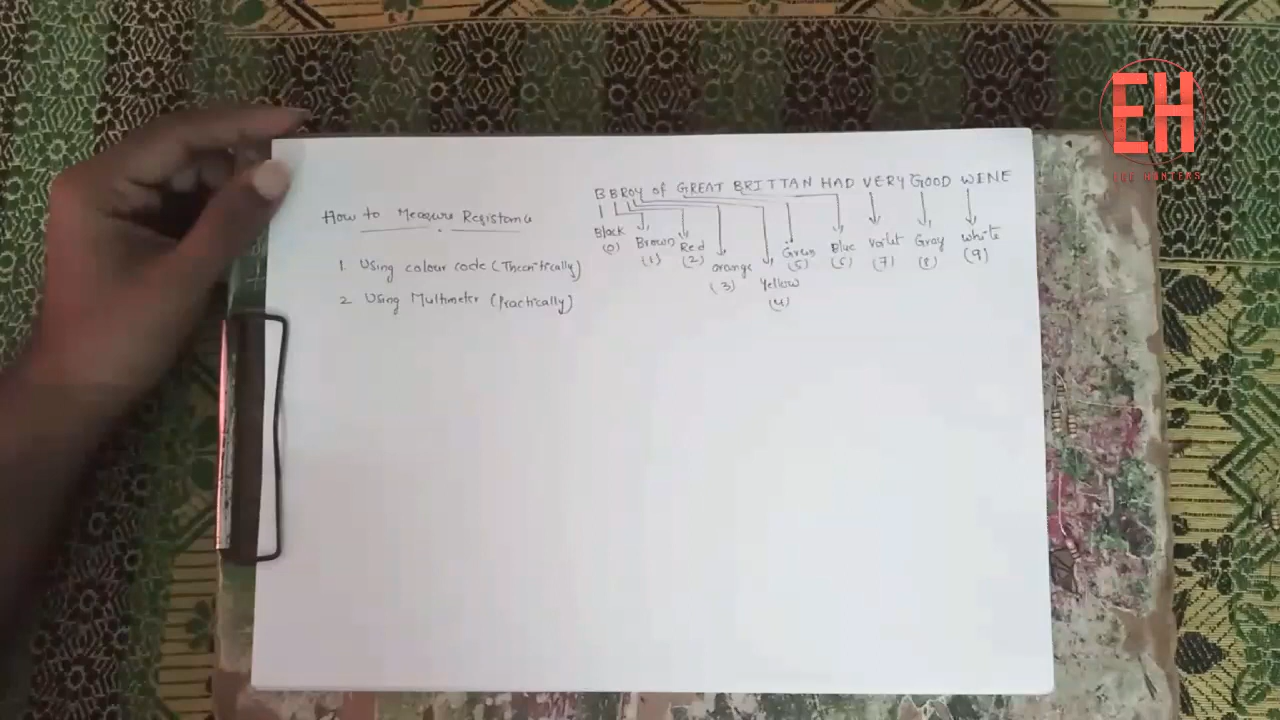 How to Measure Resistance
1. Using colour code (Theoritically)
2. Using Multimeter (Practically)
B B ROY of GREAT BRITTAN HAD VERY GOOD WINE
Black Brown Red Orange Yellow Green Blue Violet Gray White
(0) (1) (2) (3) (4) (5) (6) (7) (8) (9)
EH